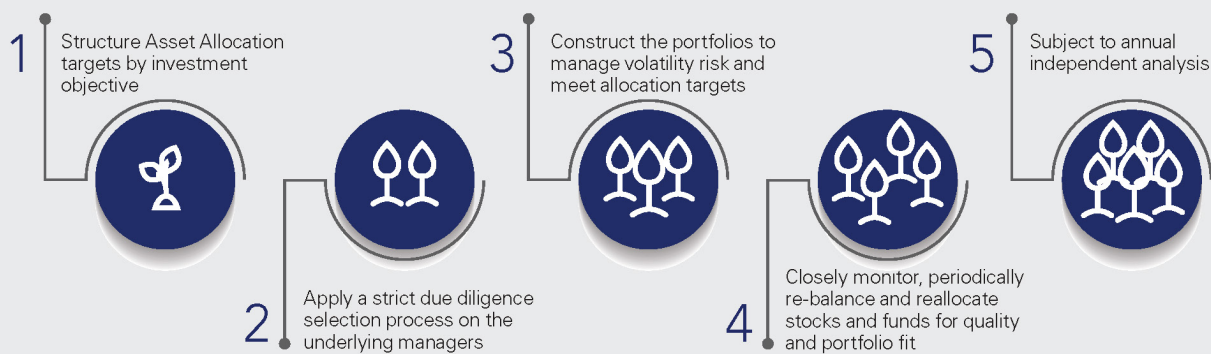 1
Structure Asset Allocation
targets by investment
objective
2
Apply a strict due diligence
selection process on the
underlying managers
3
Construct the portfolios to
manage volatility risk and
meet allocation targets
4
Closely monitor, periodically
re-balance and reallocate
stocks and funds for quality
and portfolio fit
5
Subject to annual
independent analysis